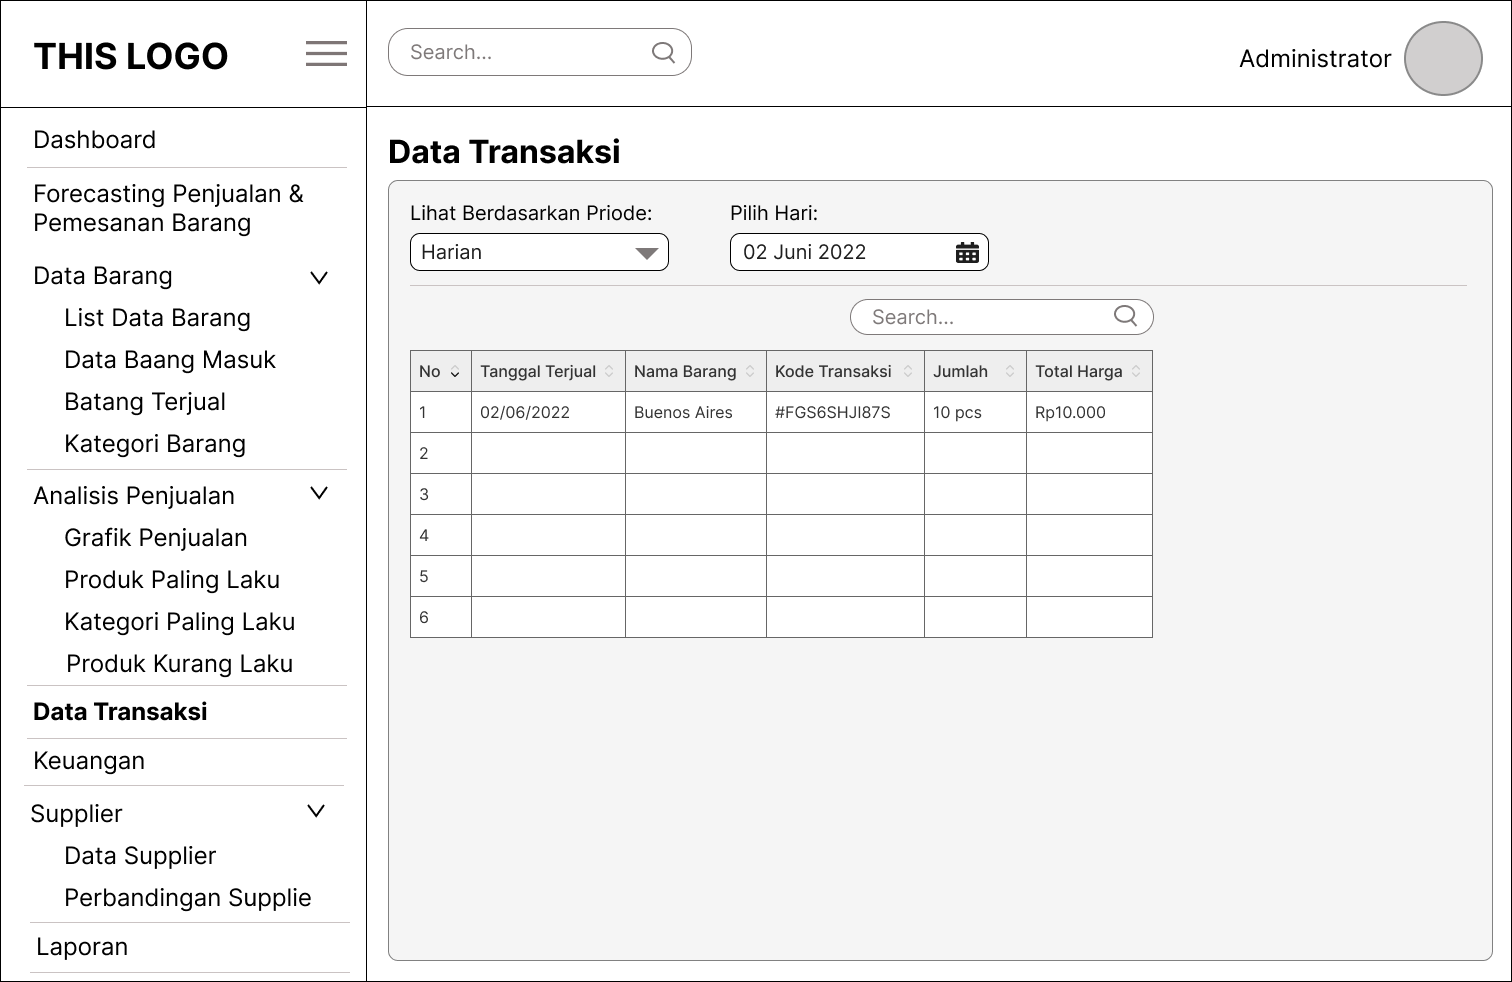 THIS LOGO
Search...
Administrator
Dashboard
Forecasting Penjualan &
Pemesanan Barang
Data Barang
List Data Barang
Data Baang Masuk
Batang Terjual
Kategori Barang
Analisis Penjualan
Grafik Penjualan
Produk Paling Laku
Kategori Paling Laku
Produk Kurang Laku
Data Transaksi
Keuangan
Supplier
Data Supplier
Perbandingan Supplie
Laporan
Data Transaksi
Lihat Berdasarkan Priode: Pilih Hari:
Harian 02 Juni 2022
Search...
No Tanggal Terjual Nama Barang Kode Transaksi Jumlah Total Harga
1 02/06/2022 Buenos Aires #FGS6SHJI87S 10 pcs Rp10.000
2
3
4
5
6